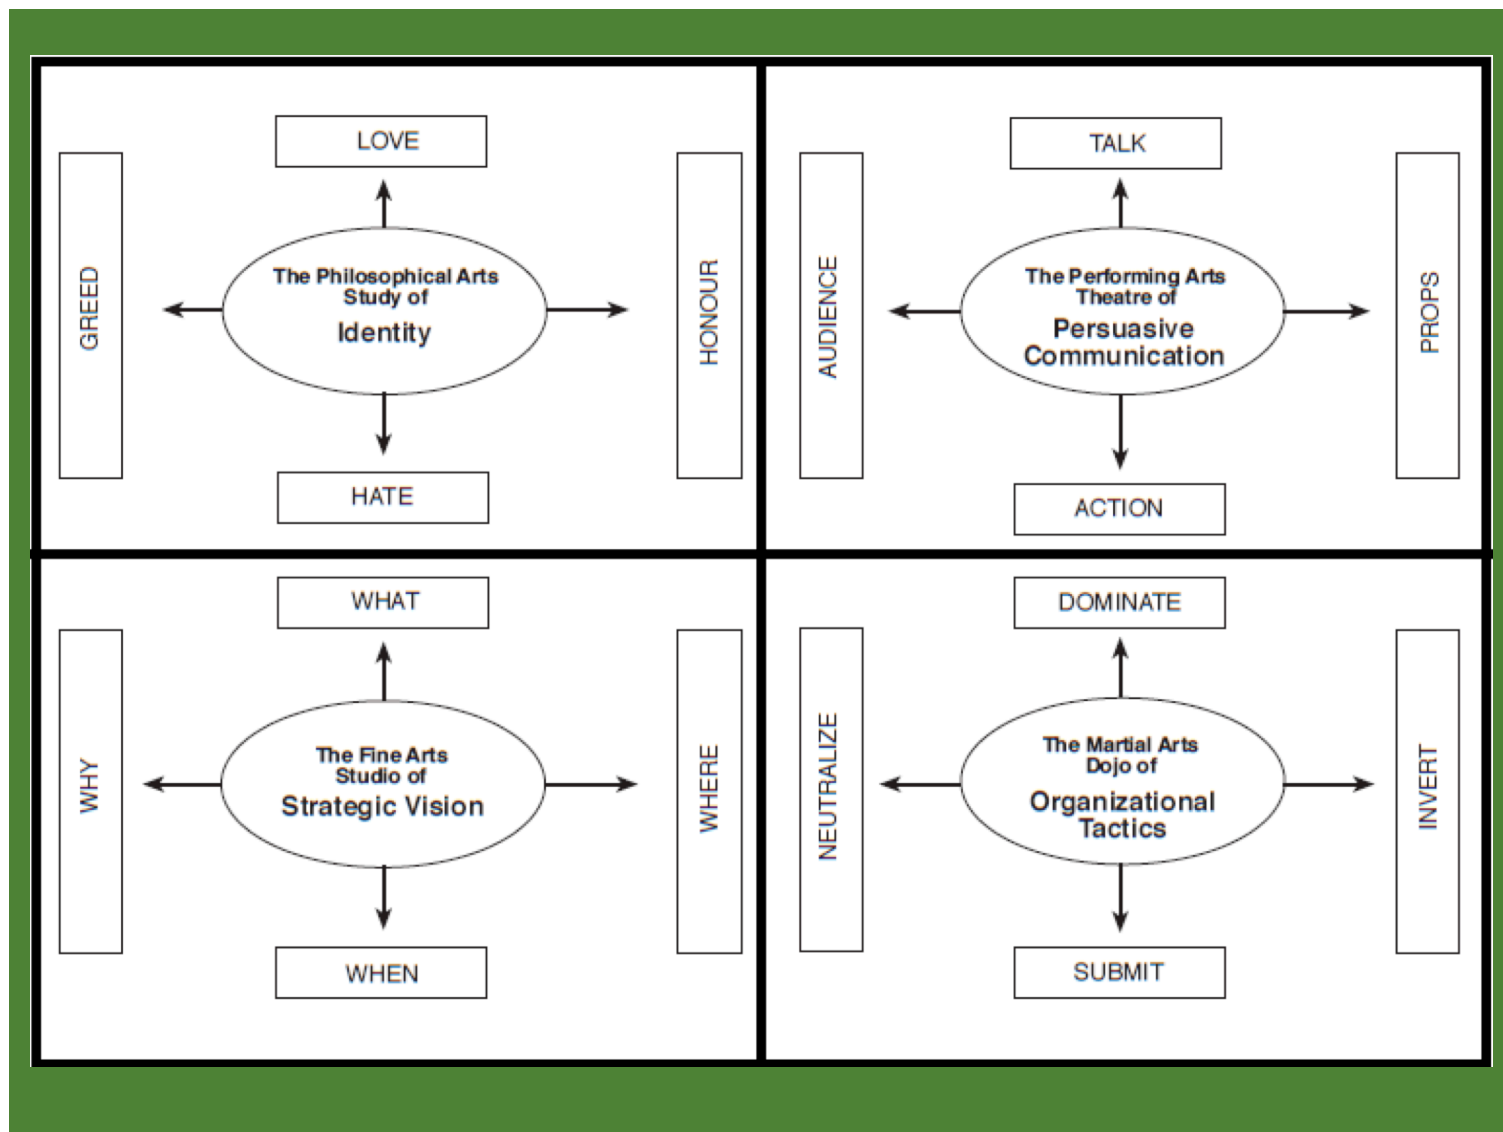 LOVE
GREED
The Philosophical Arts
Study of
Identity
HONOUR
HATE
TALK
AUDIENCE
The Performing Arts
Theatre of
Persuasive
Communication
PROPS
ACTION
WHAT
WHY
The Fine Arts
Studio of
Strategic Vision
WHERE
WHEN
DOMINATE
NEUTRALIZE
The Martial Arts
Dojo of
Organizational
Tactics
INVERT
SUBMIT